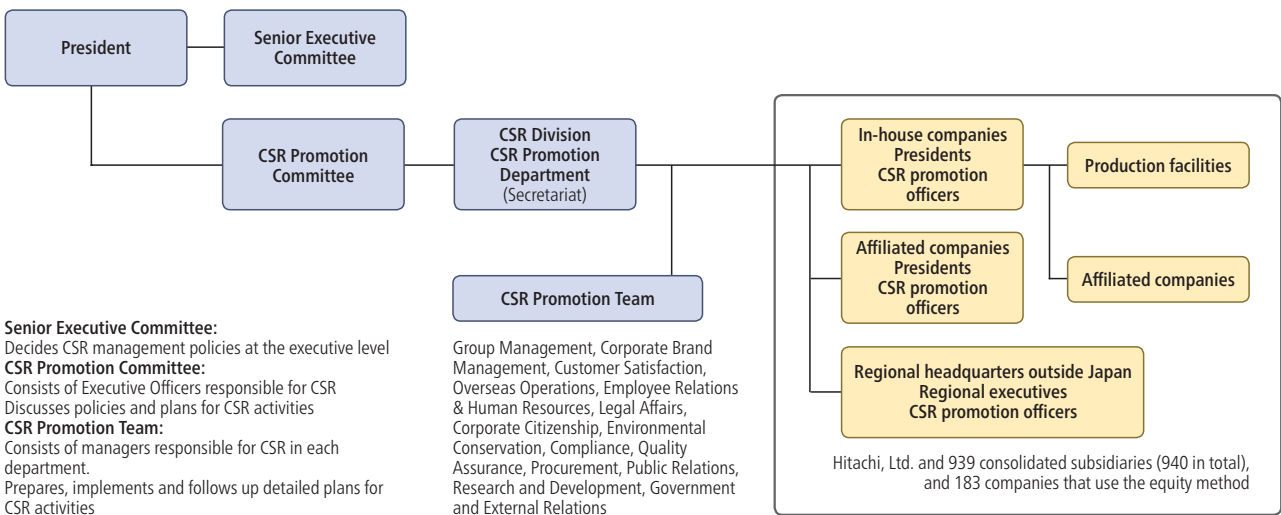 President
Senior Executive
Committee
CSR Promotion
Committee
CSR Division
CSR Promotion
Department
(Secretariat)
CSR Promotion Team
In-house companies
Presidents
CSR promotion
officers
Production facilities
Affiliated companies
Presidents
CSR promotion
officers
Affiliated companies
Regional headquarters outside Japan
Regional executives
CSR promotion officers
Senior Executive Committee:
Decides CSR management policies at the executive level
CSR Promotion Committee:
Consists of Executive Officers responsible for CSR
Discusses policies and plans for CSR activities
CSR Promotion Team:
Consists of managers responsible for CSR in each
department.
Prepares, implements and follows up detailed plans for
CSR activities
Group Management, Corporate Brand
Management, Customer Satisfaction,
Overseas Operations, Employee Relations
& Human Resources, Legal Affairs,
Corporate Citizenship, Environmental
Conservation, Compliance, Quality
Assurance, Procurement, Public Relations,
Research and Development, Government
and External Relations
Hitachi, Ltd. and 939 consolidated subsidiaries (940 in total),
and 183 companies that use the equity method